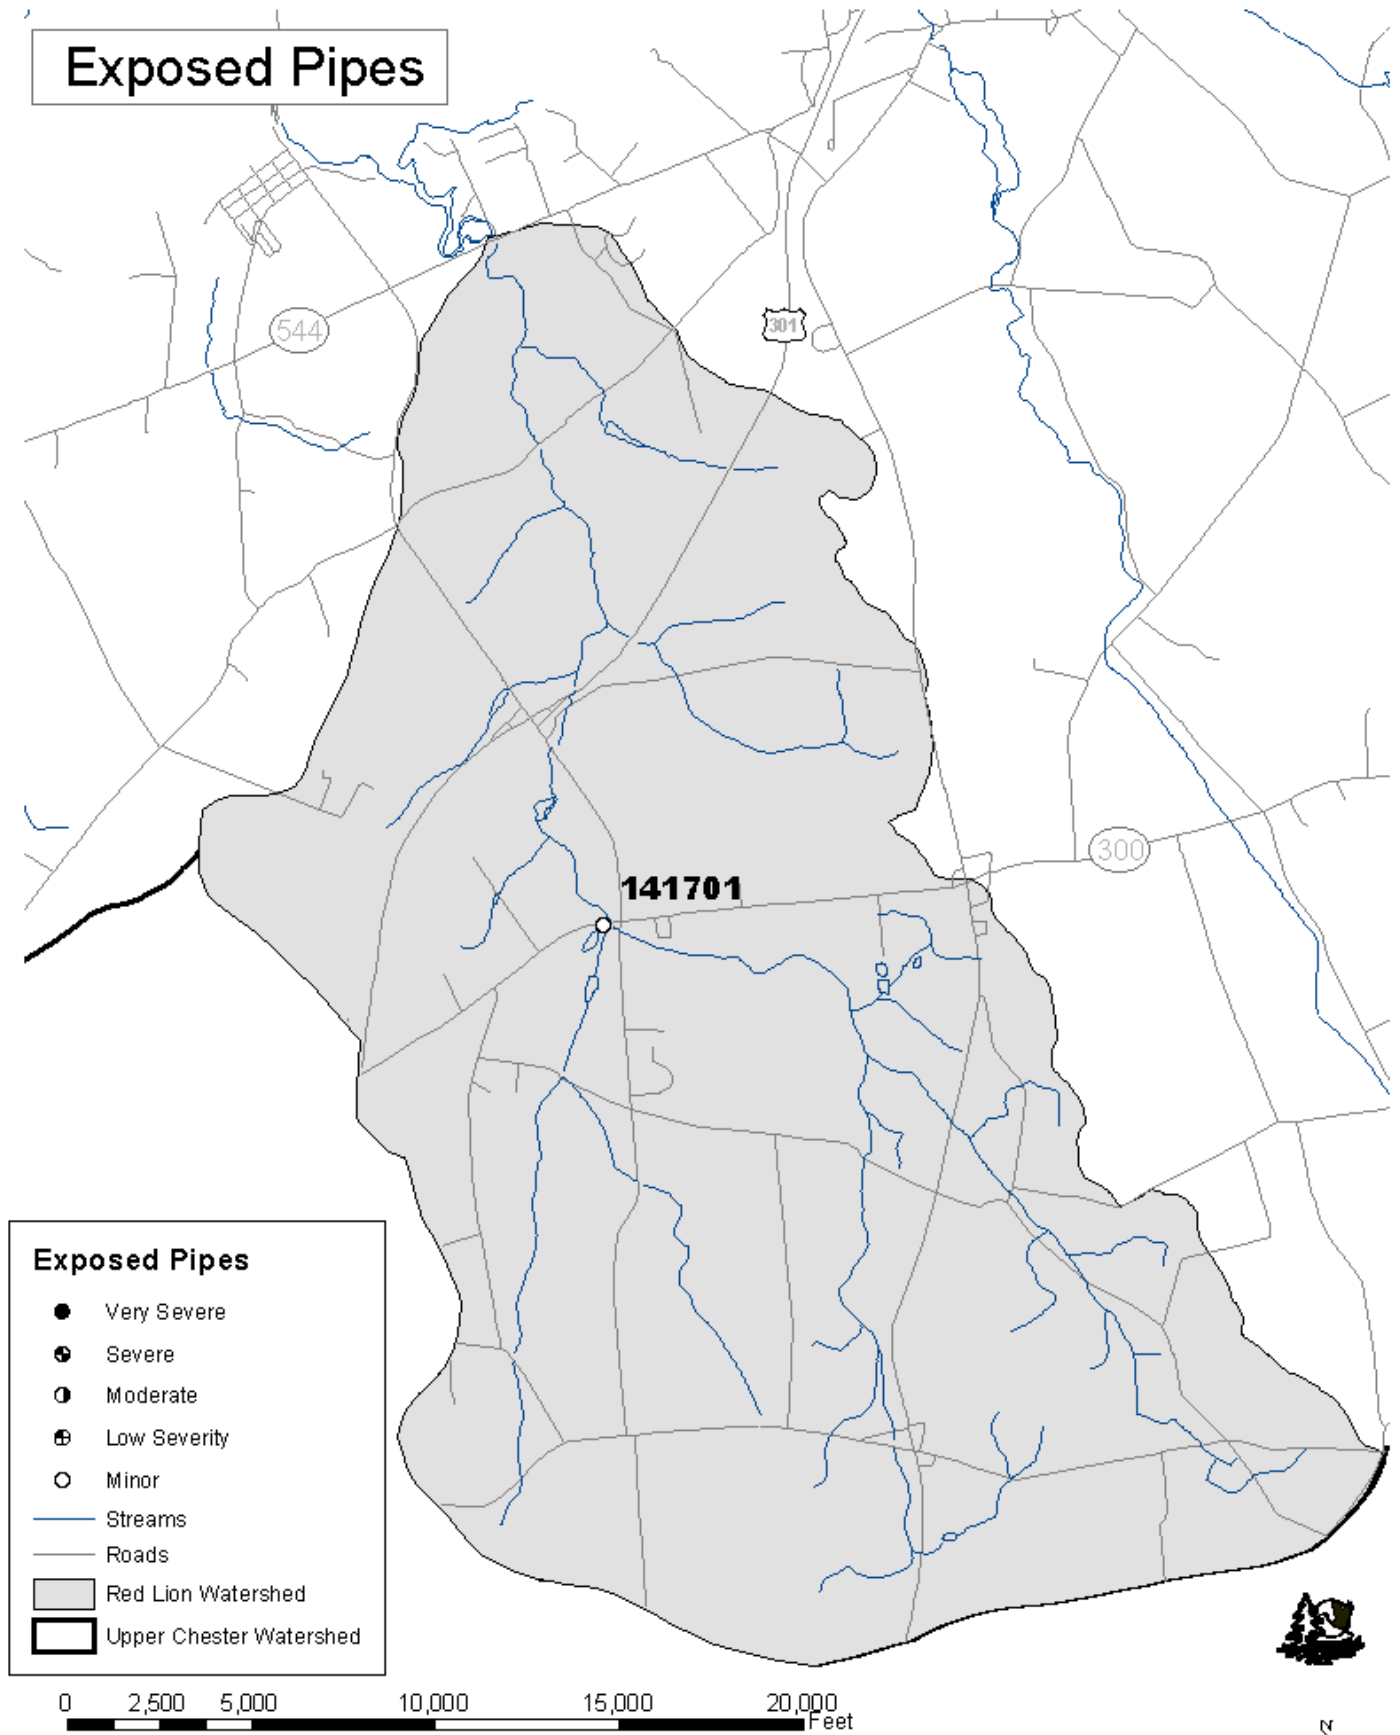 Exposed Pipes
544
301
300
141701
Exposed Pipes
Very Severe
Severe
Moderate
Low Severity
Minor
Streams
Roads
Red Lion Watershed
Upper Chester Watershed
0 2,500 5,000 10,000 15,000 20,000
Feet
N